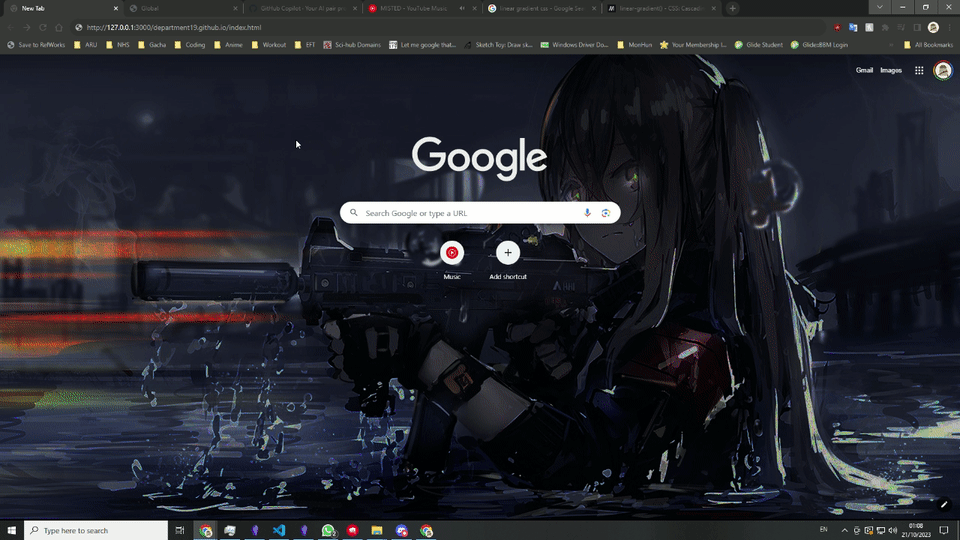 New Tab
Global
GitHub Copilot - Your AI pair p
MISTED - YouTube Music
linear gradient css - Google Se
linear-gradient() - CSS: Cascad
http://127.0.0.1:3000/department19.github.io/index.html
Save to RefWorks
ARU
NHS
Gacha
Coding
Anime
Workout
EFT
Sci-hub Domains
Let me google that...
Sketch Toy: Draw sk...
Windows Driver Do...
MonHun
Your Membership I...
Glide Student
GlidesBBM Login
All Bookmarks
Gmail
Images
Google
Search Google or type a URL
Music
Add shortcut
Type here to search
EN
01:08
21/10/2023